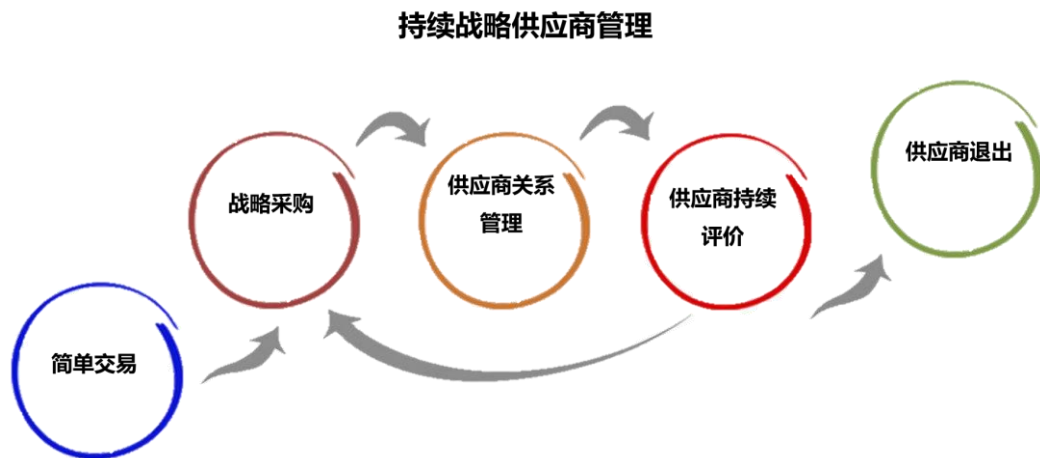 持续战略供应商管理
战略采购
供应商关系
管理
供应商持续
评价
供应商退出
简单交易